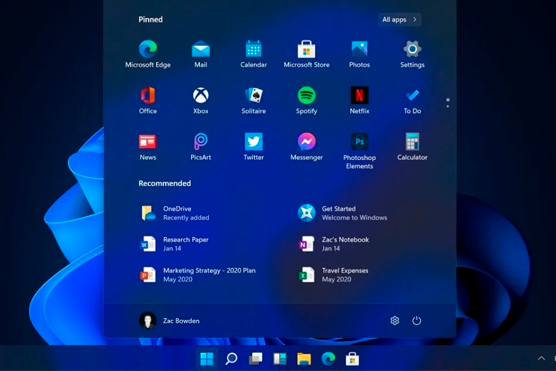 Pinned
All apps
Microsoft Edge
Mail
Calendar
Microsoft Store
Photos
Settings
Office
Xbox
Solitaire
Spotify
Netflix
To Do
News
PicsArt
Twitter
Messenger
Photoshop
Elements
Calculator
Ps
Recommended
OneDrive
Recently added
Get Started
Welcome to Windows
Research Paper
Jan 14
Zac's Notebook
Jan 14
Marketing Strategy - 2020 Plan
May 2020
Travel Expenses
May 2020
Zac Bowden